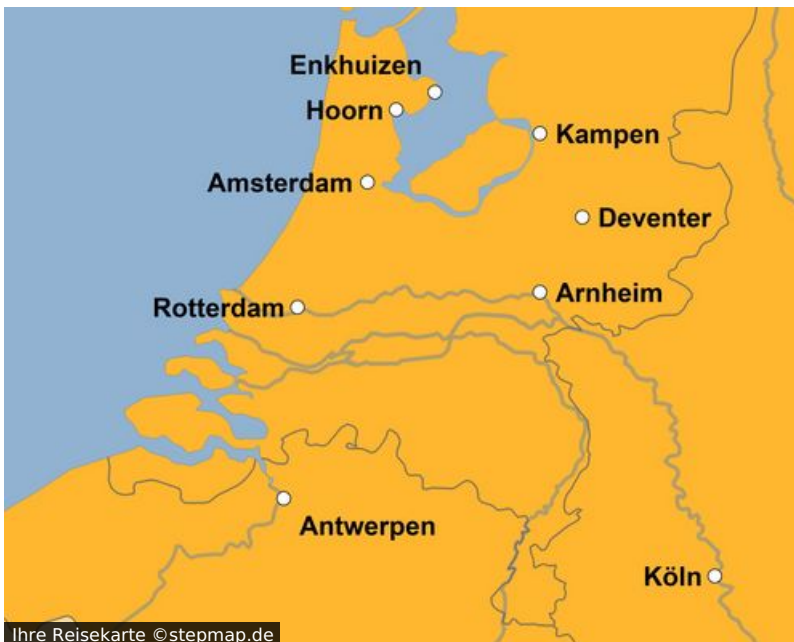 Enkhuizen
Hoorn
Kampen
Amsterdam
Deventer
Arnheim
Rotterdam
Antwerpen
Köln
Ihre Reisekarte ©stepmap.de